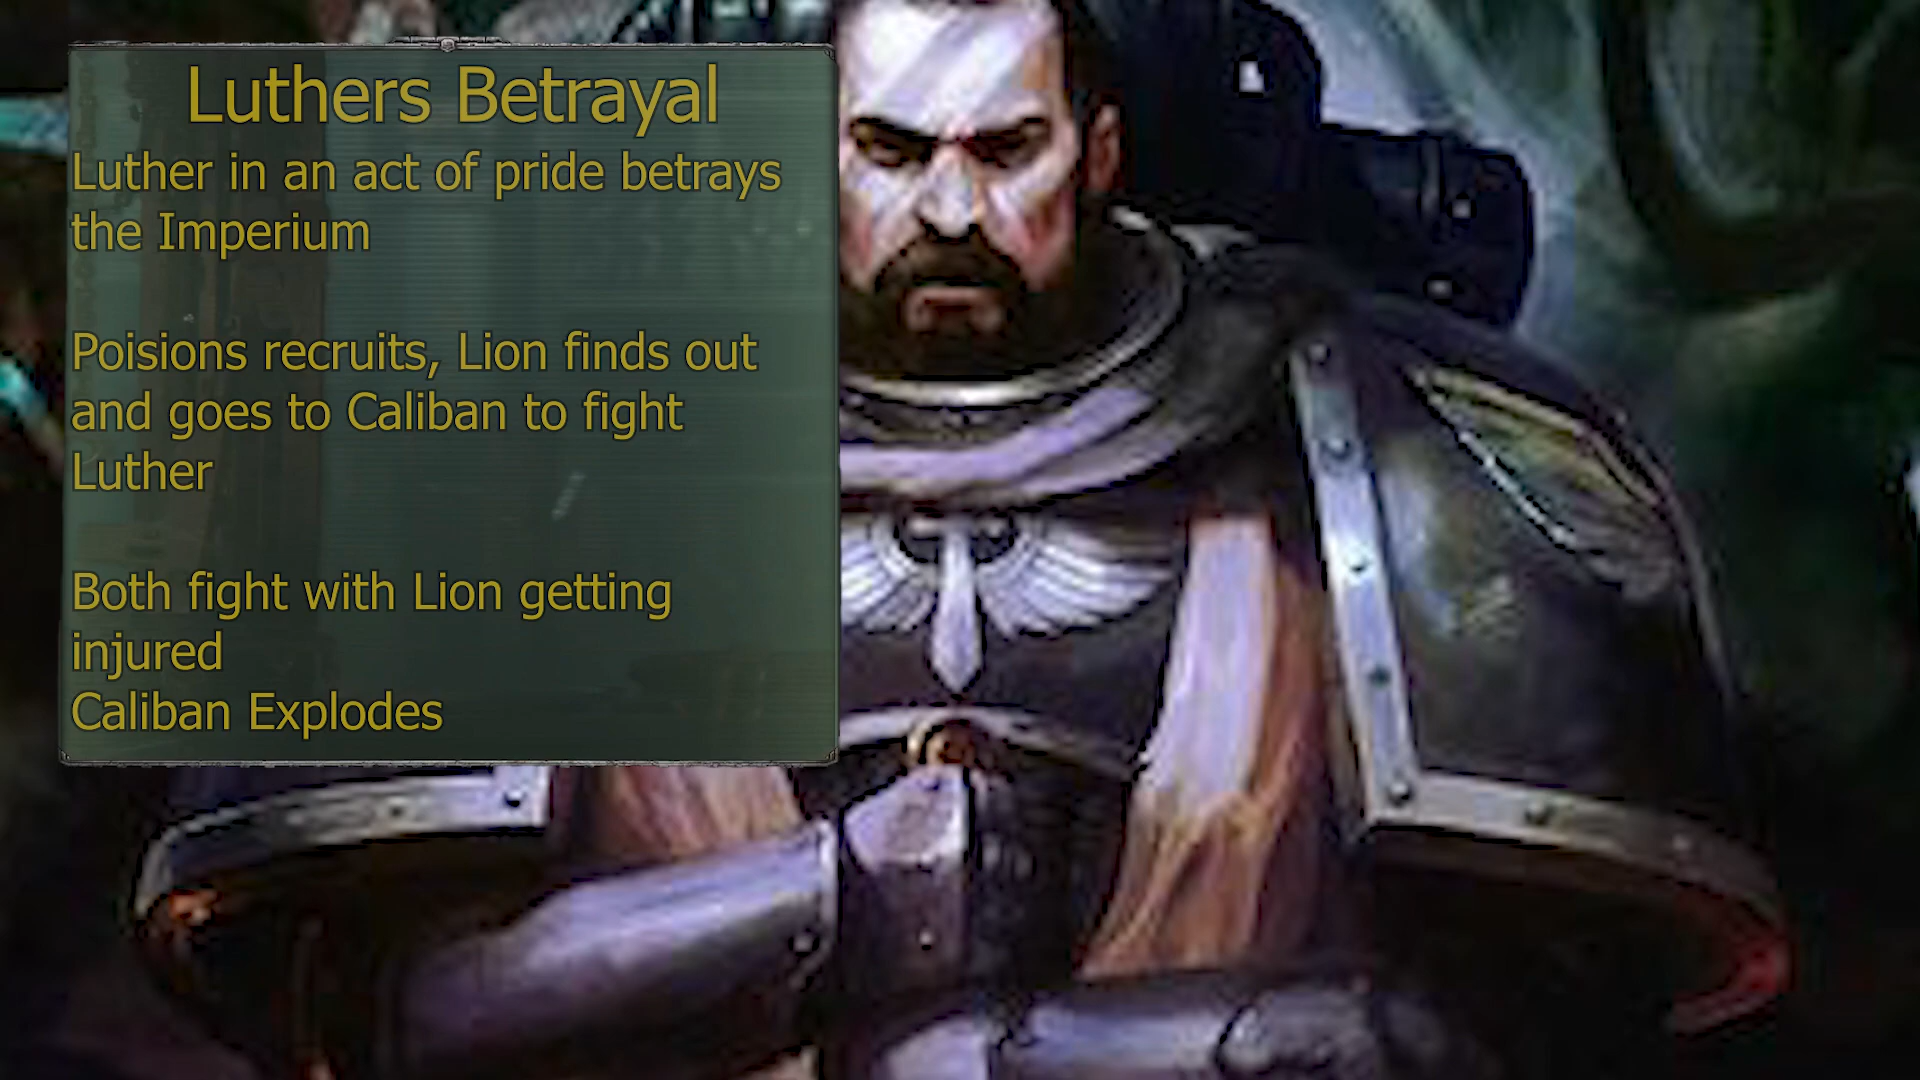 Luthers Betrayal
Luther in an act of pride betrays
the Imperium
Poisions recruits, Lion finds out
and goes to Caliban to fight
Luther
Both fight with Lion getting
injured
Caliban Explodes